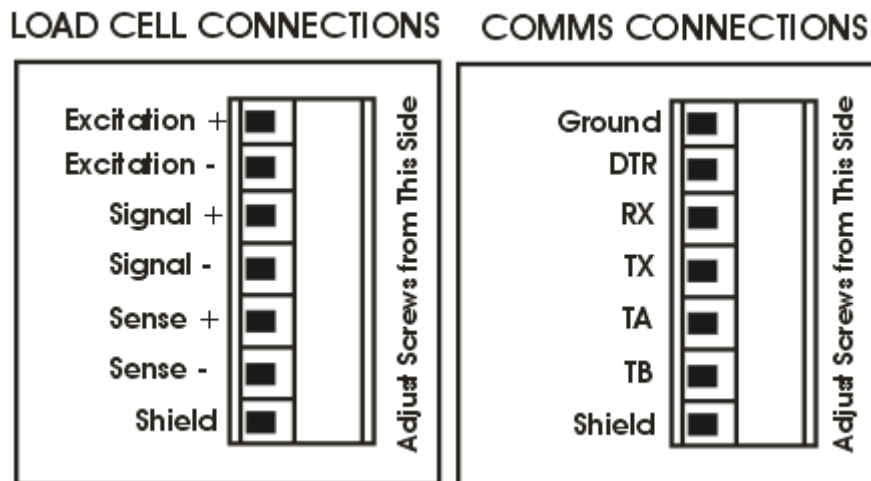 LOAD CELL CONNECTIONS
Excitation +
Excitation -
Signal +
Signal -
Sense +
Sense -
Shield
Adjust Screws from This Side
COMMS CONNECTIONS
Ground
DTR
RX
TX
TA
TB
Shield
Adjust Screws from This Side